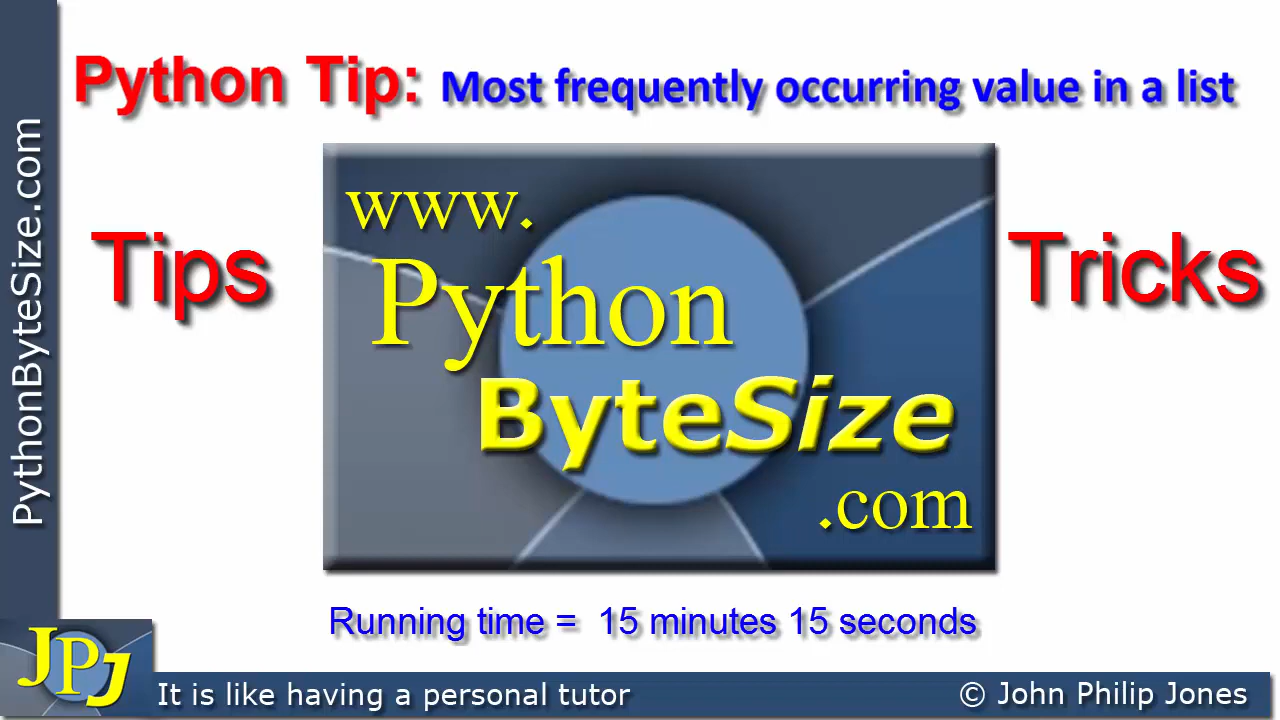 Python Tip: Most frequently occurring value in a list
PythonByteSize.com
Tips
www.
Python
ByteSize
.com
Tricks
Running time = 15 minutes 15 seconds
JPJ
It is like having a personal tutor
© John Philip Jones